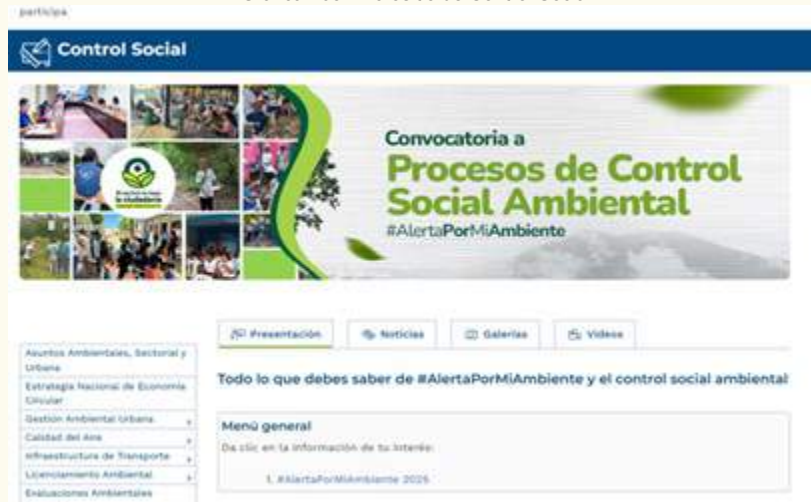 participa
Control Social
Convocatoria a
Procesos de Control
Social Ambiental
#AlertaPorMiAmbiente
la ciudadanía
Presentación
Noticias
Galerías
Videos
Asuntos Ambientales, Sectorial y
Urbana
Estrategia Nacional de Economía
Circular
Gestión Ambiental Urbana
Calidad del Aire
Infraestructura de Transporte
Licenciamiento Ambiental
Evaluaciones Ambientales
Todo lo que debes saber de #AlertaPorMiAmbiente y el control social ambiental
Menú general
Da clic en la información de tu interés:
1. #AlertaPorMiAmbiente 2025